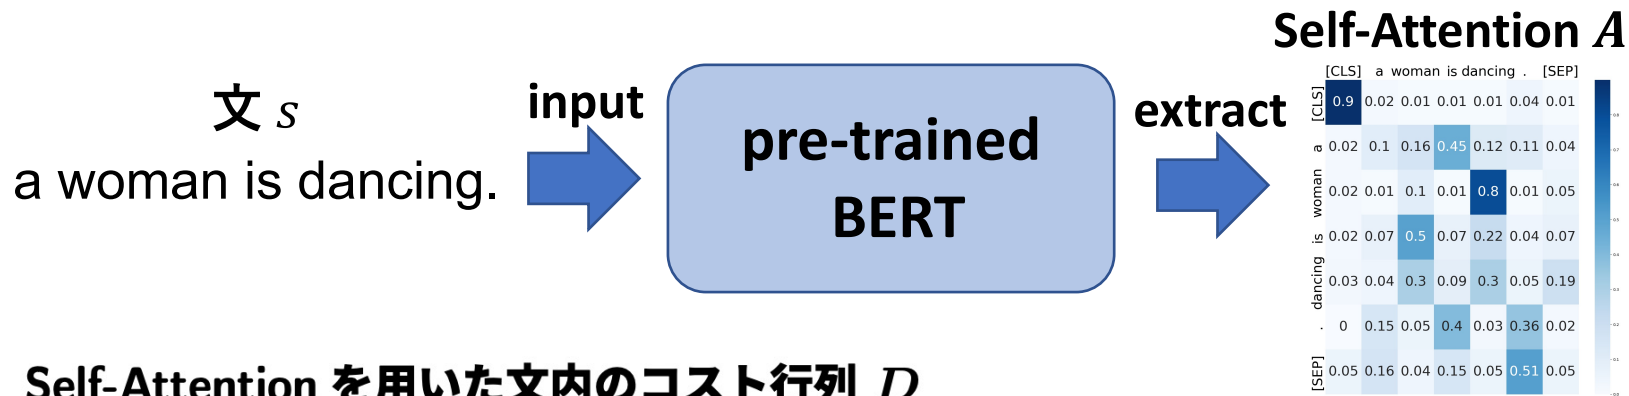 文 s
a woman is dancing.
input
pre-trained
BERT
extract
Self-Attention A
[CLS] a woman is dancing . [SEP]
[CLS] 0.9 0.02 0.01 0.01 0.01 0.04 0.01
a 0.02 0.1 0.16 0.45 0.12 0.11 0.04
woman 0.02 0.01 0.1 0.01 0.8 0.01 0.05
is 0.02 0.07 0.5 0.07 0.22 0.04 0.07
dancing 0.03 0.04 0.3 0.09 0.3 0.05 0.19
. 0 0.15 0.05 0.4 0.03 0.36 0.02
[SEP] 0.05 0.16 0.04 0.15 0.05 0.51 0.05
Self-Attention を用いた文内のコスト行列 D